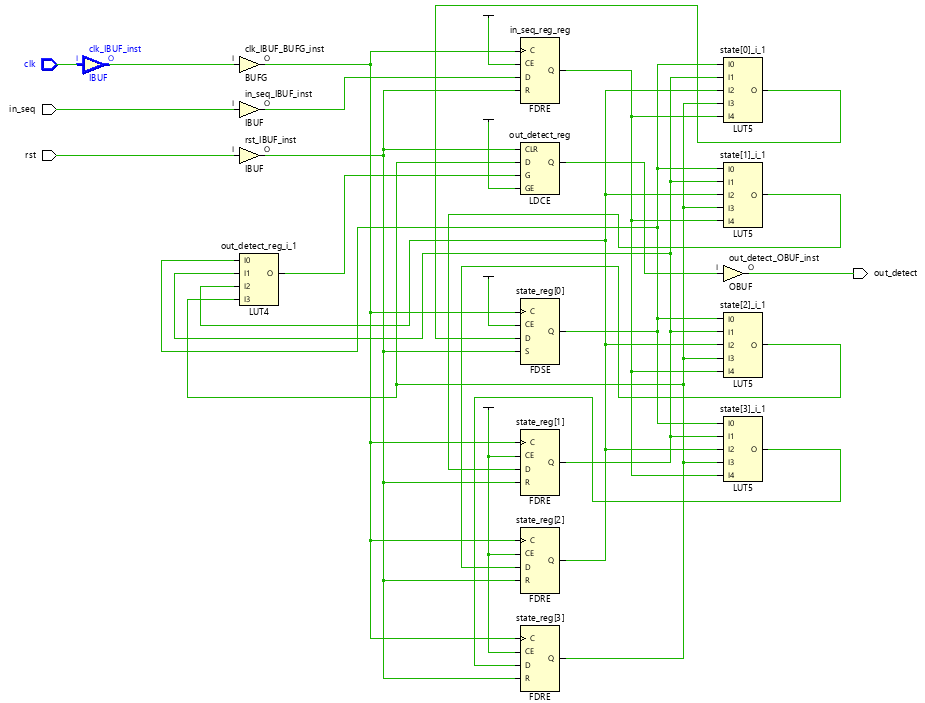 clk
I
clk_IBUF_inst
O
IBUF
I
clk_IBUF_BUFG_inst
O
BUFG
in_seq
I
in_seq_IBUF_inst
O
IBUF
rst
I
rst_IBUF_inst
O
IBUF
out_detect_reg_i_1
I0
I1
I2
I3
O
LUT4
in_seq_reg_reg
C
CE
D
R
Q
FDRE
out_detect_reg
CLR
D
G
GE
Q
LDCE
state_reg[0]
C
CE
D
S
Q
FDSE
state_reg[1]
C
CE
D
R
Q
FDRE
state_reg[2]
C
CE
D
R
Q
FDRE
state_reg[3]
C
CE
D
R
Q
FDRE
state[0]_i_1
I0
I1
I2
I3
I4
O
LUT5
state[1]_i_1
I0
I1
I2
I3
I4
O
LUT5
out_detect_OBUF_inst
I
O
OBUF
out_detect
state[2]_i_1
I0
I1
I2
I3
I4
O
LUT5
state[3]_i_1
I0
I1
I2
I3
I4
O
LUT5